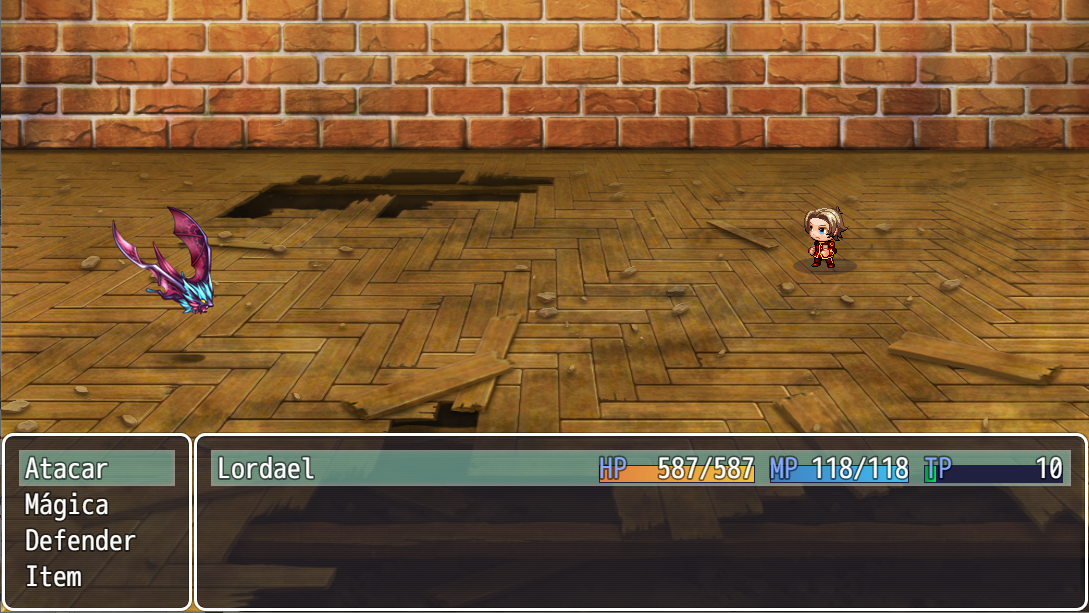 Atacar
Mágica
Defender
Item
Lordael HP 587/587 MP 118/118 TP 10